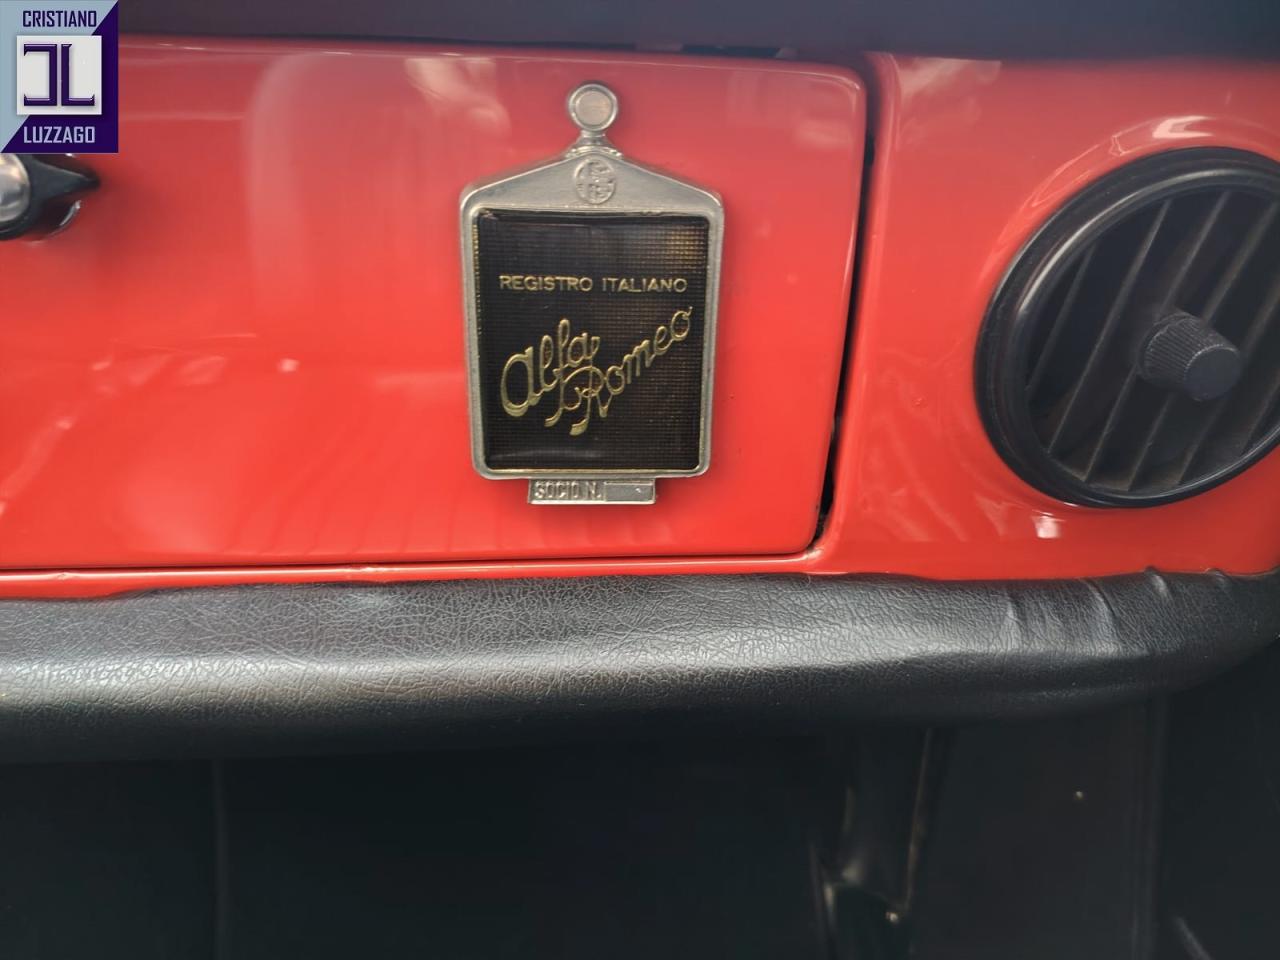 CRISTIANO
LUZZAGO
REGISTRO ITALIANO
Alfa Romeo
SOCIO N.